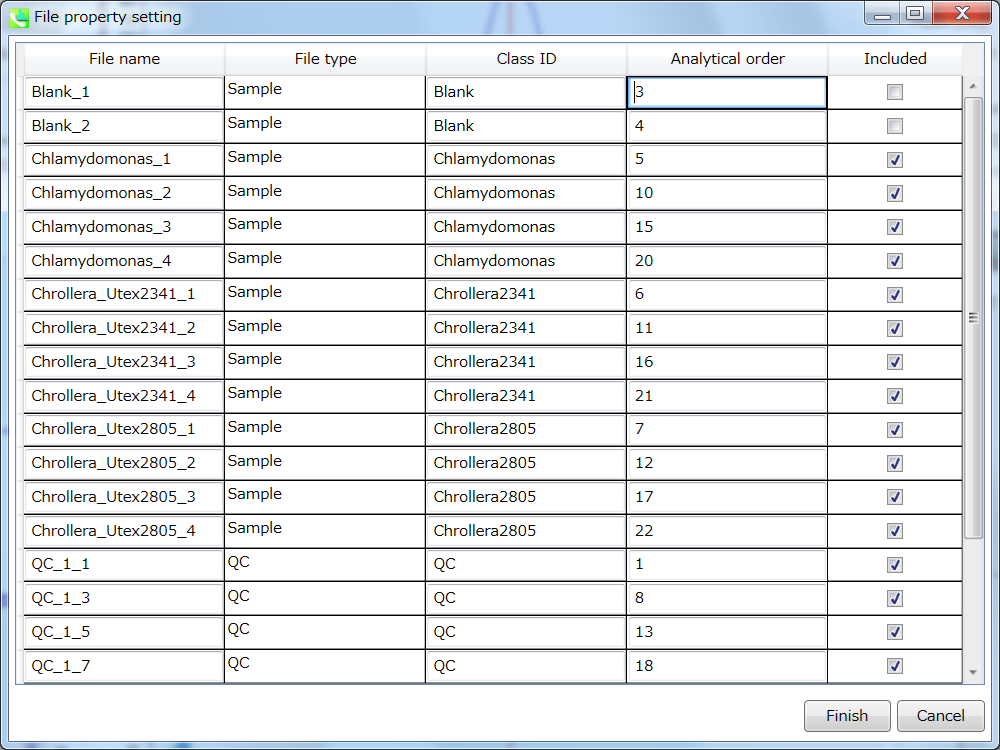 File property setting
File name File type Class ID Analytical order Included
Blank_1 Sample Blank 3
Blank_2 Sample Blank 4
Chlamydomonas_1 Sample Chlamydomonas 5
Chlamydomonas_2 Sample Chlamydomonas 10
Chlamydomonas_3 Sample Chlamydomonas 15
Chlamydomonas_4 Sample Chlamydomonas 20
Chrollera_Utex2341_1 Sample Chrollera2341 6
Chrollera_Utex2341_2 Sample Chrollera2341 11
Chrollera_Utex2341_3 Sample Chrollera2341 16
Chrollera_Utex2341_4 Sample Chrollera2341 21
Chrollera_Utex2805_1 Sample Chrollera2805 7
Chrollera_Utex2805_2 Sample Chrollera2805 12
Chrollera_Utex2805_3 Sample Chrollera2805 17
Chrollera_Utex2805_4 Sample Chrollera2805 22
QC_1_1 QC QC 1
QC_1_3 QC QC 8
QC_1_5 QC QC 13
QC_1_7 QC QC 18
Finish Cancel